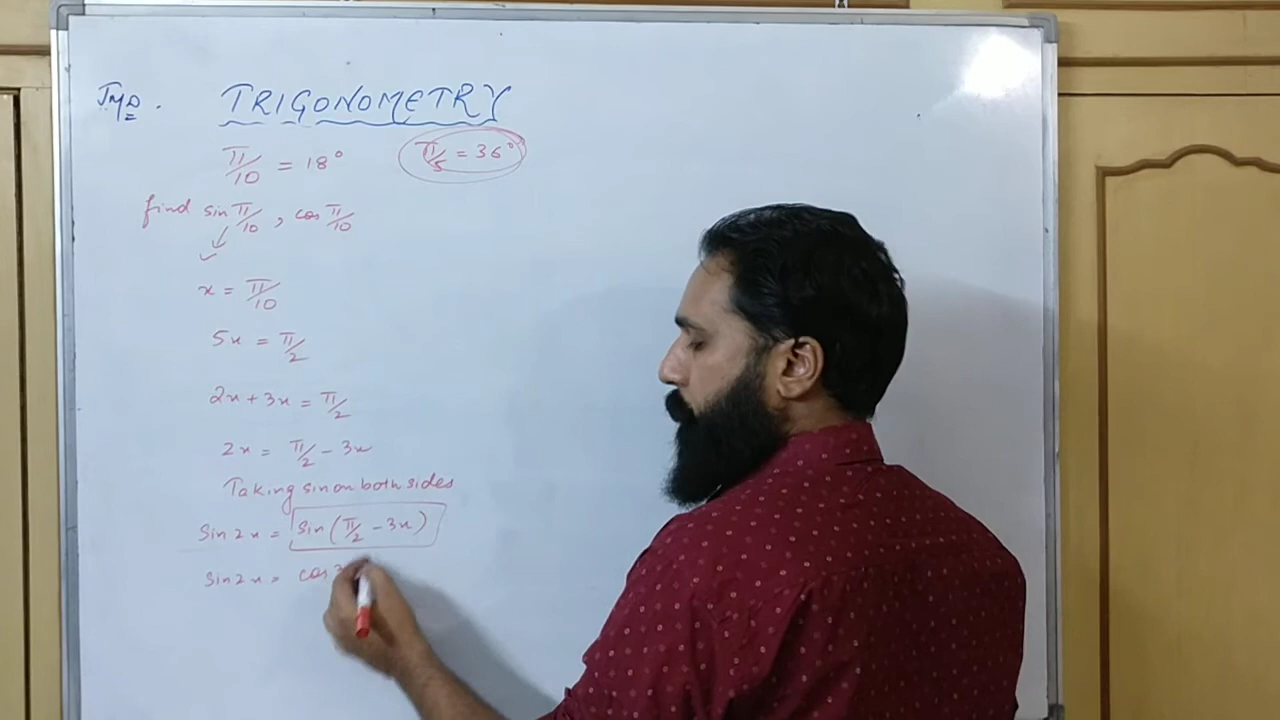 Imp. TRIGONOMETRY
π/10 = 18° π/5 = 36°
find sin π/10, cos π/10
x = π/10
5x = π/2
2x + 3x = π/2
2x = π/2 - 3x
Taking sin on both sides
Sin 2x = sin(π/2 - 3x)
Sin 2x = cos 3